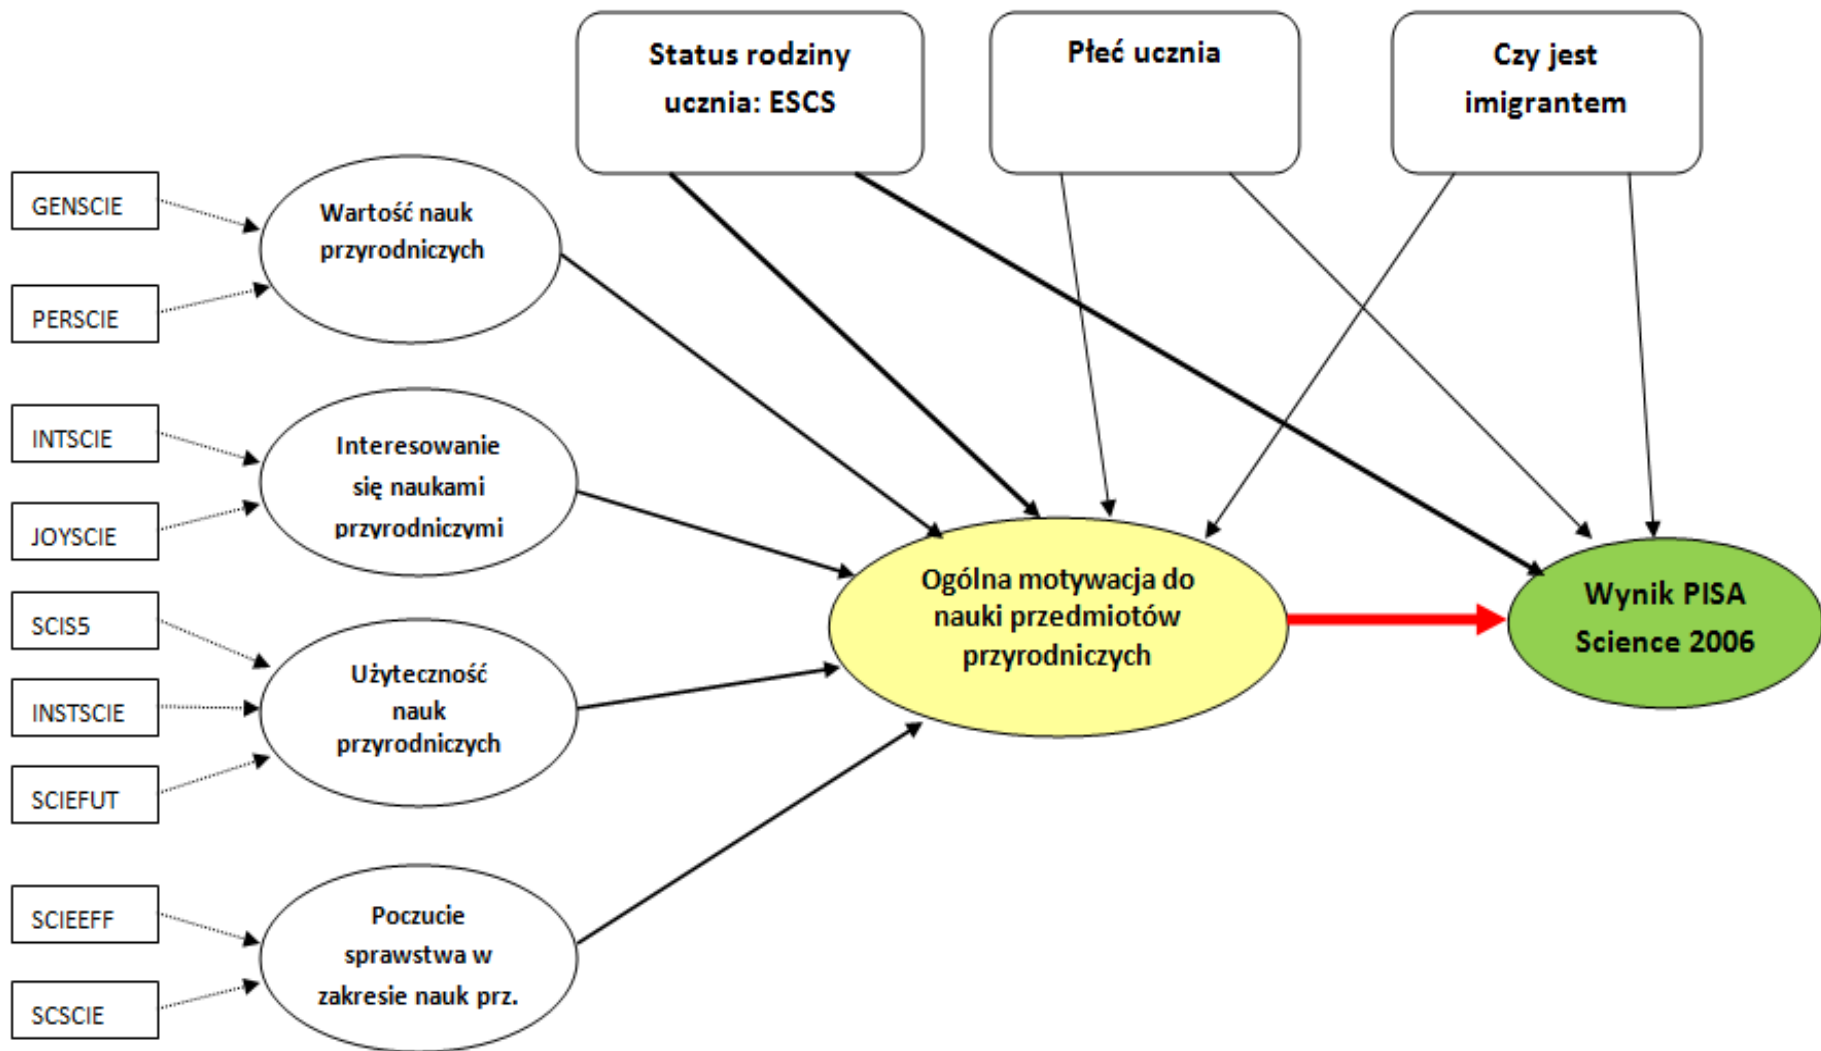 Status rodziny
ucznia: ESCS
Płeć ucznia
Czy jest
imigrantem
GENSCIE
PERSCIE
Wartość nauk
przyrodniczych
INTSCIE
JOYSCIE
Interesowanie
się naukami
przyrodniczymi
SCIS5
INSTSCIE
SCIEFUT
Użyteczność
nauk
przyrodniczych
SCIEEFF
SCSCIE
Poczucie
sprawstwa w
zakresie nauk prz.
Ogólna motywacja do
nauki przedmiotów
przyrodniczych
Wynik PISA
Science 2006